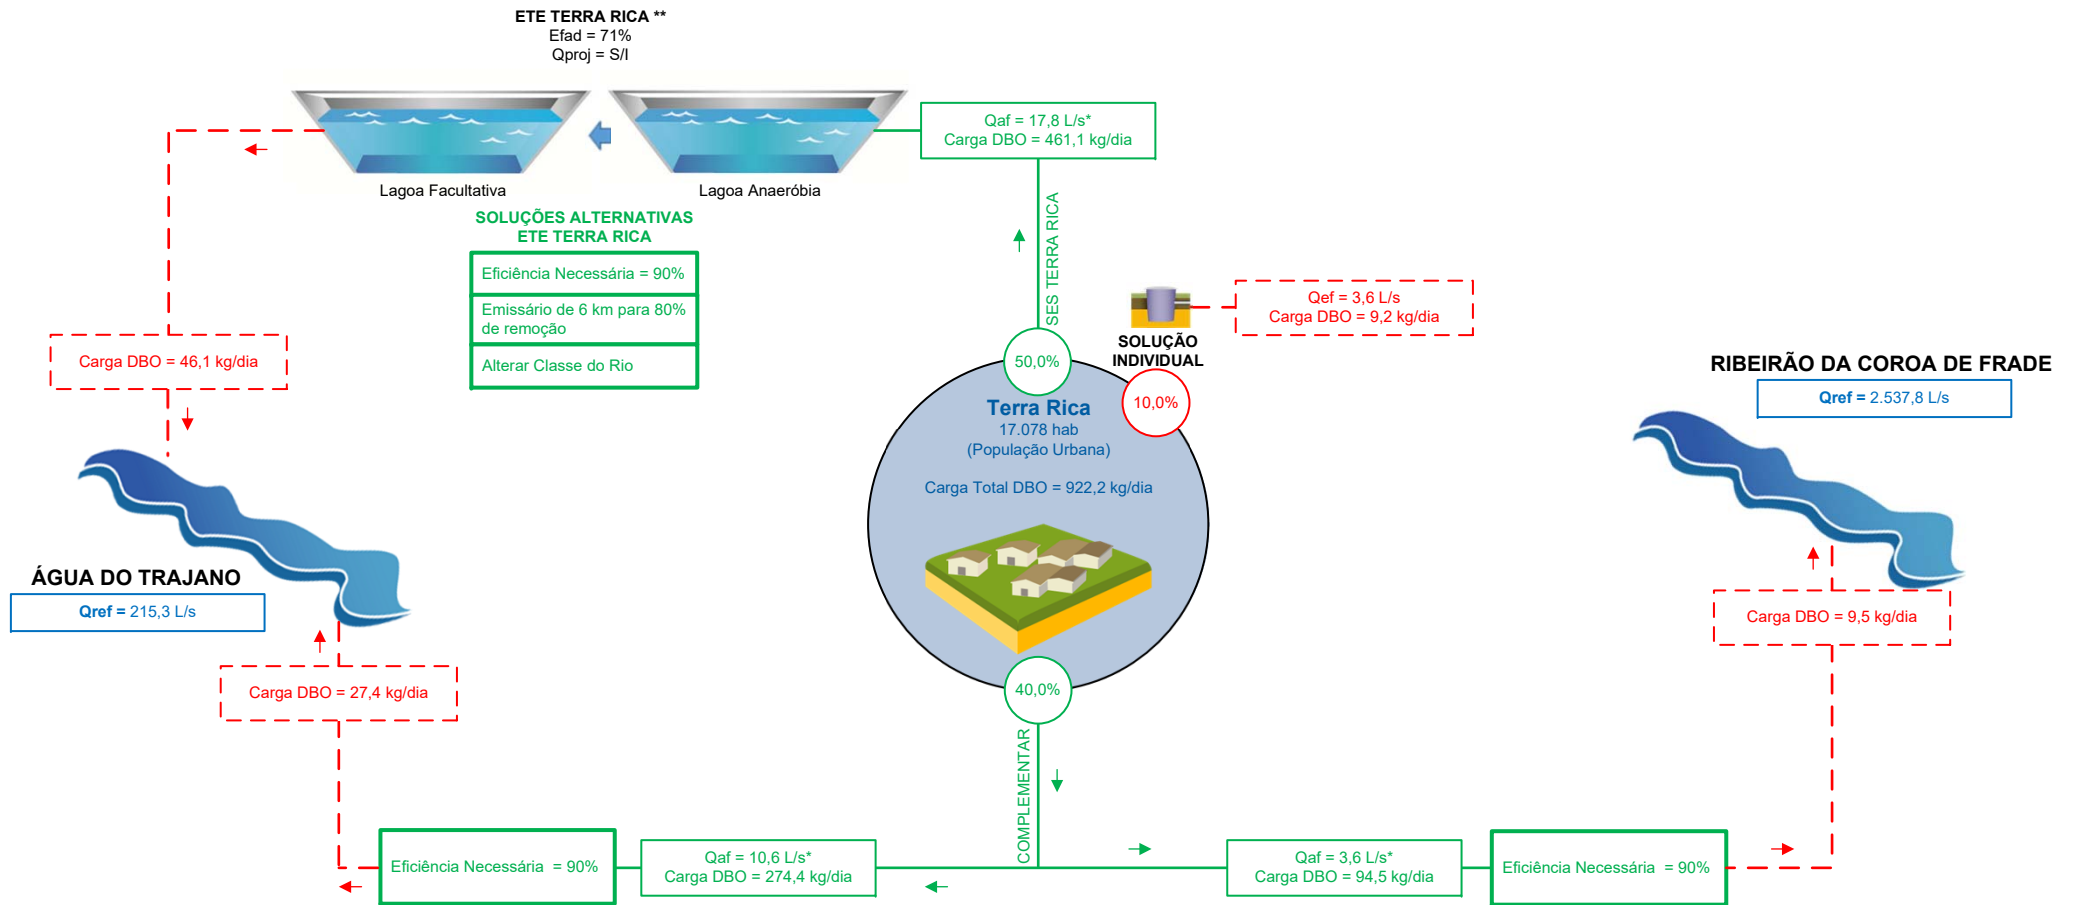 ETE TERRA RICA **
Efad = 71%
Qproj = S/I
Lagoa Facultativa
Lagoa Anaeróbia
Qaf = 17,8 L/s*
Carga DBO = 461,1 kg/dia
SOLUÇÕES ALTERNATIVAS
ETE TERRA RICA
Eficiência Necessária = 90%
Emissário de 6 km para 80%
de remoção
Alterar Classe do Rio
SES TERRA RICA
SOLUÇÃO
INDIVIDUAL
Qef = 3,6 L/s
Carga DBO = 9,2 kg/dia
Carga DBO = 46,1 kg/dia
50,0%
10,0%
Terra Rica
17.078 hab
(População Urbana)
Carga Total DBO = 922,2 kg/dia
RIBEIRÃO DA COROA DE FRADE
Qref = 2.537,8 L/s
ÁGUA DO TRAJANO
Qref = 215,3 L/s
Carga DBO = 9,5 kg/dia
Carga DBO = 27,4 kg/dia
40,0%
COMPLEMENTAR
Eficiência Necessária = 90%
Qaf = 10,6 L/s*
Carga DBO = 274,4 kg/dia
Qaf = 3,6 L/s*
Carga DBO = 94,5 kg/dia
Eficiência Necessária = 90%